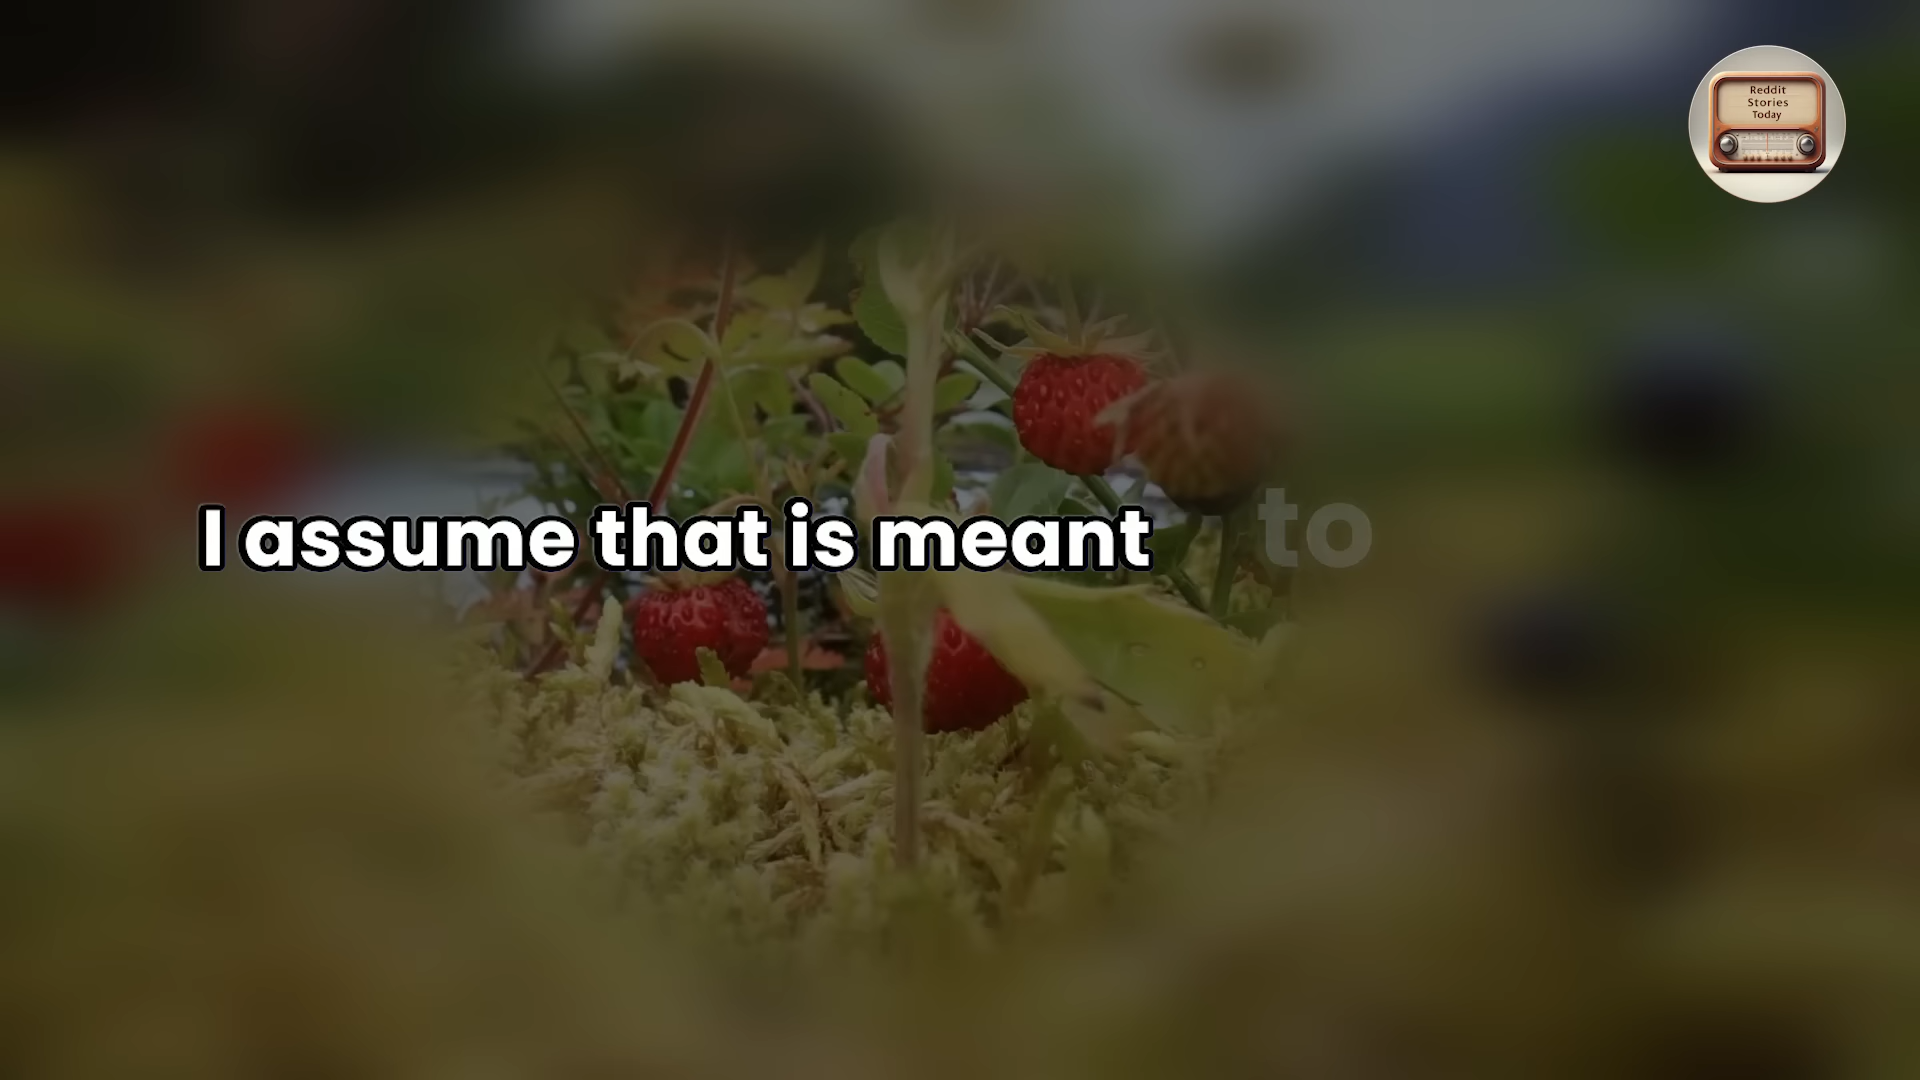 Reddit
Stories
Today
I assume that is meant to